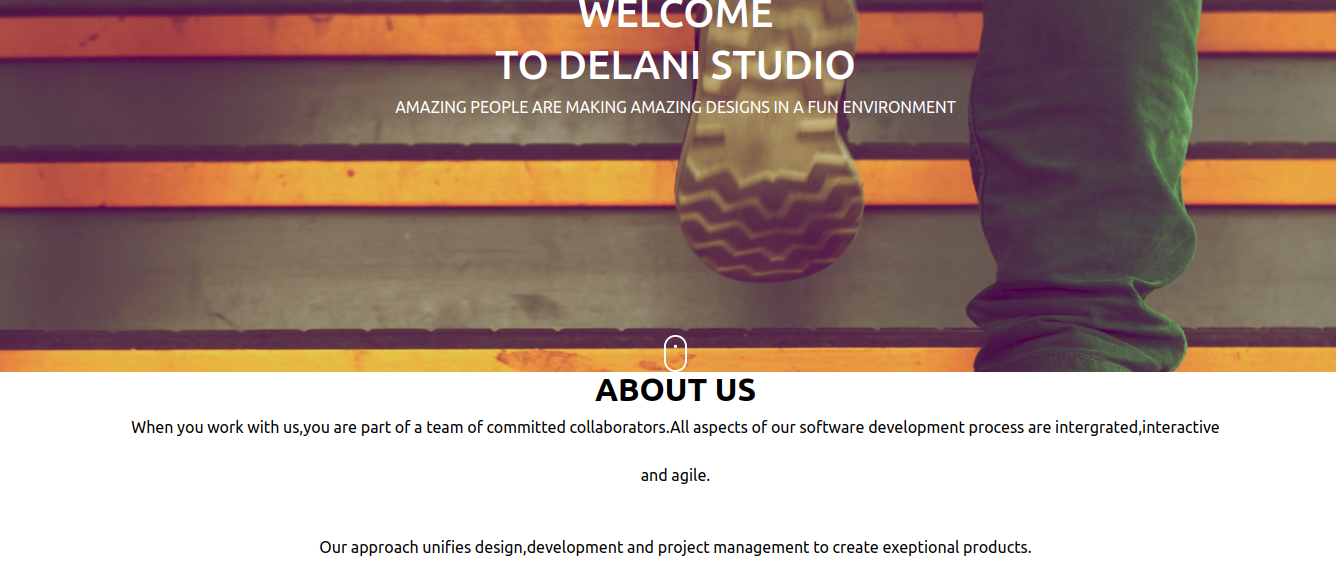 WELCOME
TO DELANI STUDIO
AMAZING PEOPLE ARE MAKING AMAZING DESIGNS IN A FUN ENVIRONMENT
ABOUT US
When you work with us,you are part of a team of committed collaborators.All aspects of our software development process are intergrated,interactive
and agile.
Our approach unifies design,development and project management to create exeptional products.